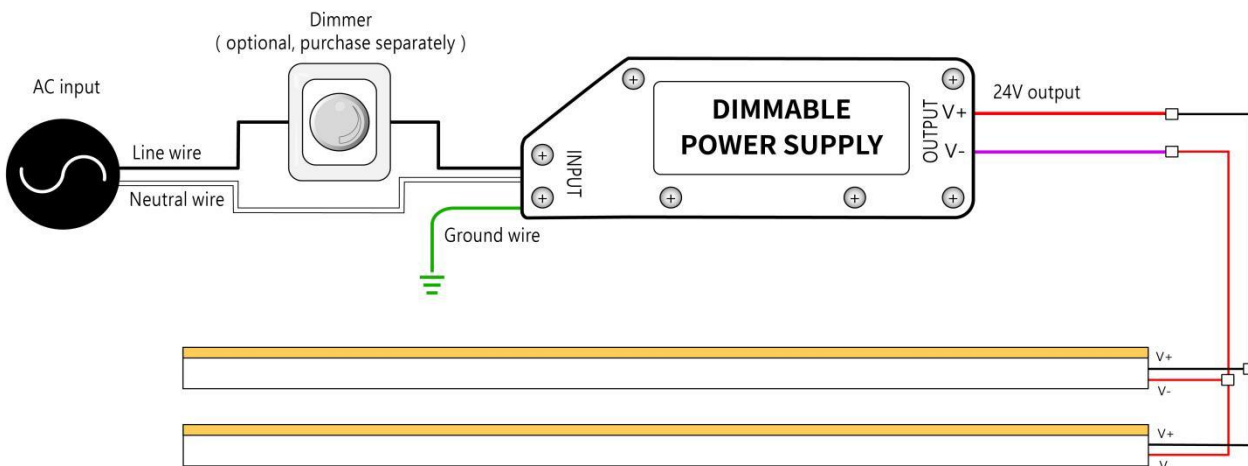 Dimmer
( optional, purchase separately )
AC input
Line wire
Neutral wire
Ground wire
INPUT
DIMMABLE
POWER SUPPLY
OUTPUT
V+
V-
24V output
V+
V-
V+